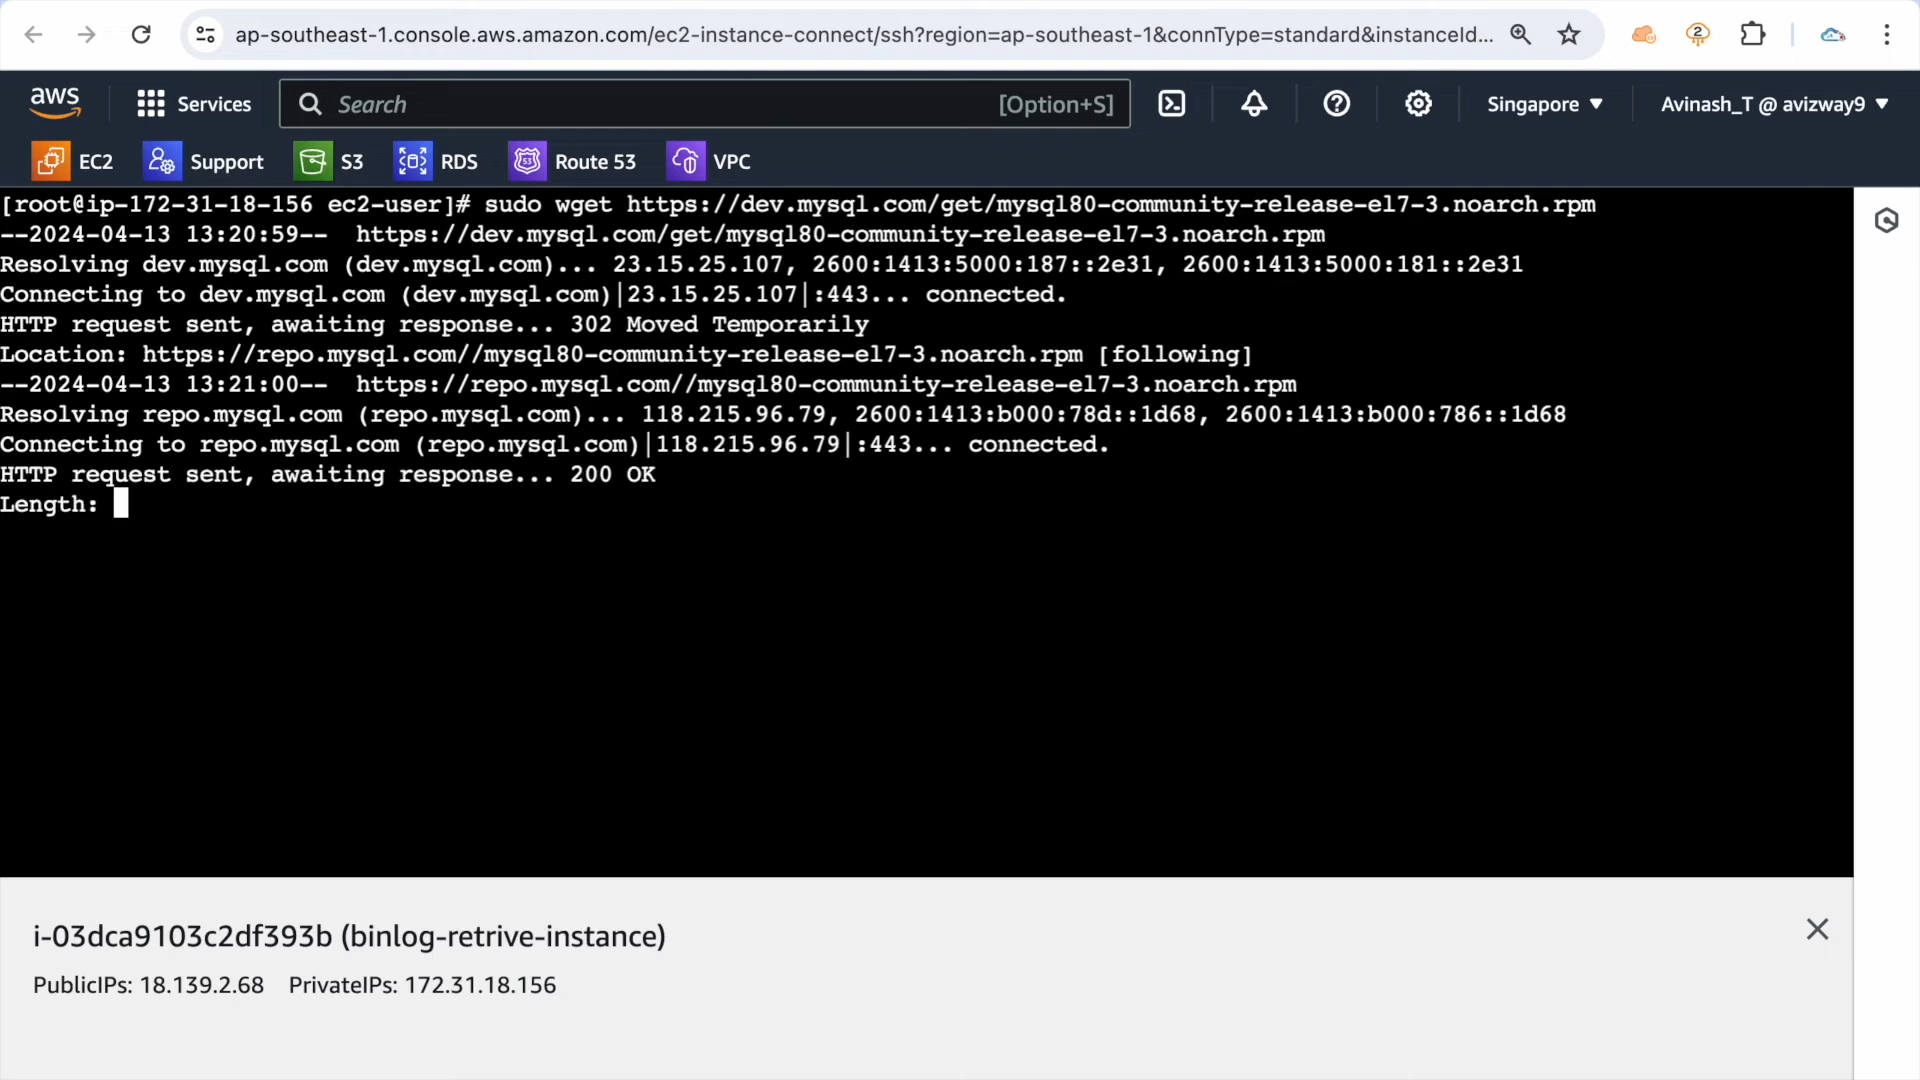 ap-southeast-1.console.aws.amazon.com/ec2-instance-connect/ssh?region=ap-southeast-1&connType=standard&instanceId...
2
aws
Services
Search
[Option+S]
Singapore
Avinash_T @ avizway9
EC2
Support
S3
RDS
53
Route 53
VPC
[root@ip-172-31-18-156 ec2-user]# sudo wget https://dev.mysql.com/get/mysql80-community-release-el7-3.noarch.rpm
--2024-04-13 13:20:59--  https://dev.mysql.com/get/mysql80-community-release-el7-3.noarch.rpm
Resolving dev.mysql.com (dev.mysql.com)... 23.15.25.107, 2600:1413:5000:187::2e31, 2600:1413:5000:181::2e31
Connecting to dev.mysql.com (dev.mysql.com)|23.15.25.107|:443... connected.
HTTP request sent, awaiting response... 302 Moved Temporarily
Location: https://repo.mysql.com//mysql80-community-release-el7-3.noarch.rpm [following]
--2024-04-13 13:21:00--  https://repo.mysql.com//mysql80-community-release-el7-3.noarch.rpm
Resolving repo.mysql.com (repo.mysql.com)... 118.215.96.79, 2600:1413:b000:78d::1d68, 2600:1413:b000:786::1d68
Connecting to repo.mysql.com (repo.mysql.com)|118.215.96.79|:443... connected.
HTTP request sent, awaiting response... 200 OK
Length:
i-03dca9103c2df393b (binlog-retrive-instance)
PublicIPs: 18.139.2.68    PrivateIPs: 172.31.18.156